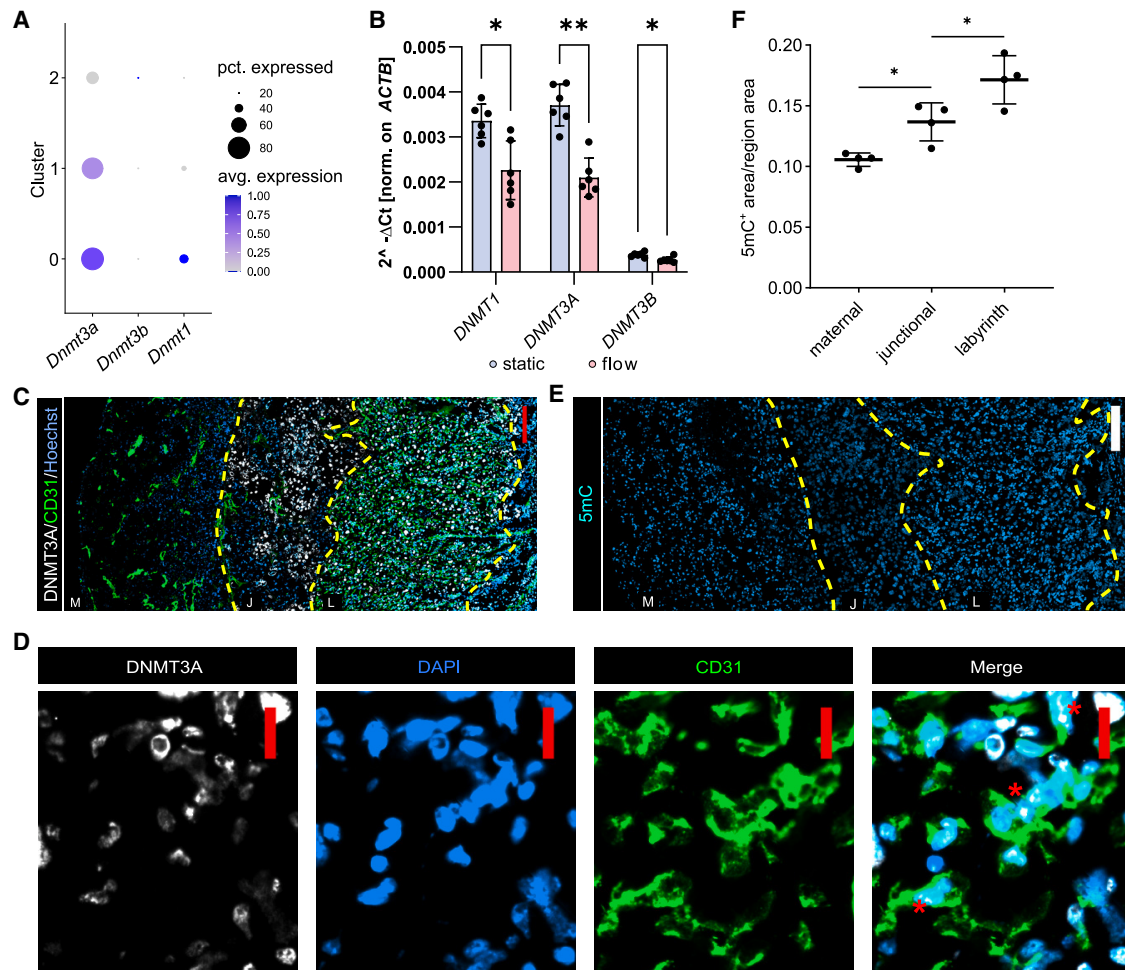 A
Cluster
2
1
0
Dnmt3a
Dnmt3b
Dnmt1
pct. expressed
20
40
60
80
avg. expression
1.00
0.75
0.50
0.25
0.00
B
2^ -ΔCt [norm. on ACTB]
0.005
0.004
0.003
0.002
0.001
0.000
*
**
*
DNMT1
DNMT3A
DNMT3B
static
flow
F
5mC+ area/region area
0.20
0.15
0.10
0.05
0.00
*
*
maternal
junctional
labyrinth
C
DNMT3A/CD31/Hoechst
M
J
L
E
5mC
M
J
L
D
DNMT3A
DAPI
CD31
Merge
*
*
*